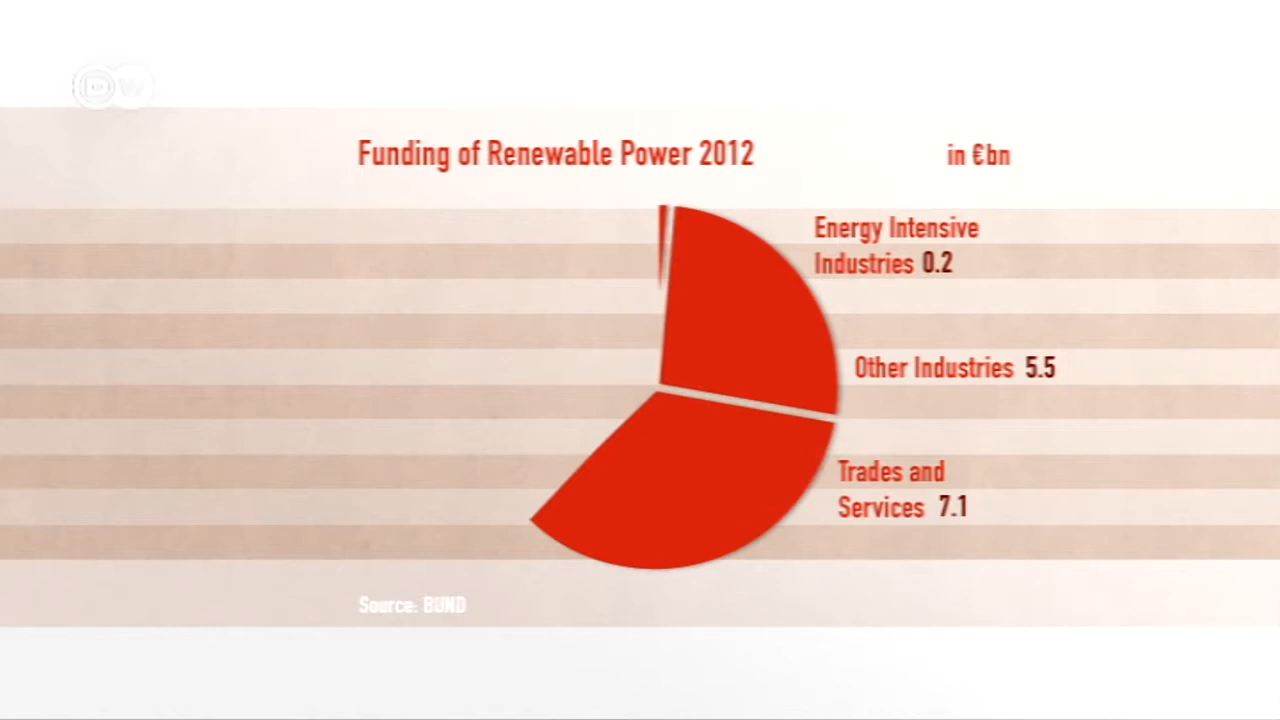 DW
Funding of Renewable Power 2012
in €bn
Energy Intensive
Industries 0.2
Other Industries 5.5
Trades and
Services 7.1
Source: BUND